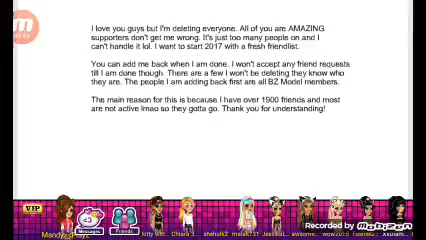 I love you guys but I'm deleting everyone. All of you are AMAZING
supporters don't get me wrong. It's just too many people on and I
can't handle it lol. I want to start 2017 with a fresh friendlist.
You can add me back when I am done. I won't accept any friend requests
till I am done though. There are a few I won't be deleting they know who
they are. The people I am adding back first are all BZ Model members.
The main reason for this is because I have over 1900 friends and most
are not active lmao so they gotta go. Thank you for understanding!
VIP
<3
Messages
Friends
shehulk2
wow2015
Recorded by
Mobizen